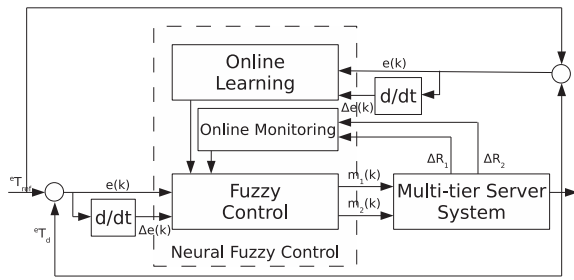 Online
Learning
e(k)
d/dt
Δe(k)
Online Monitoring
ΔR1
ΔR2
eTref
e(k)
Fuzzy
Control
m1(k)
m2(k)
Multi-tier Server
System
d/dt
Δe(k)
eTd
Neural Fuzzy Control